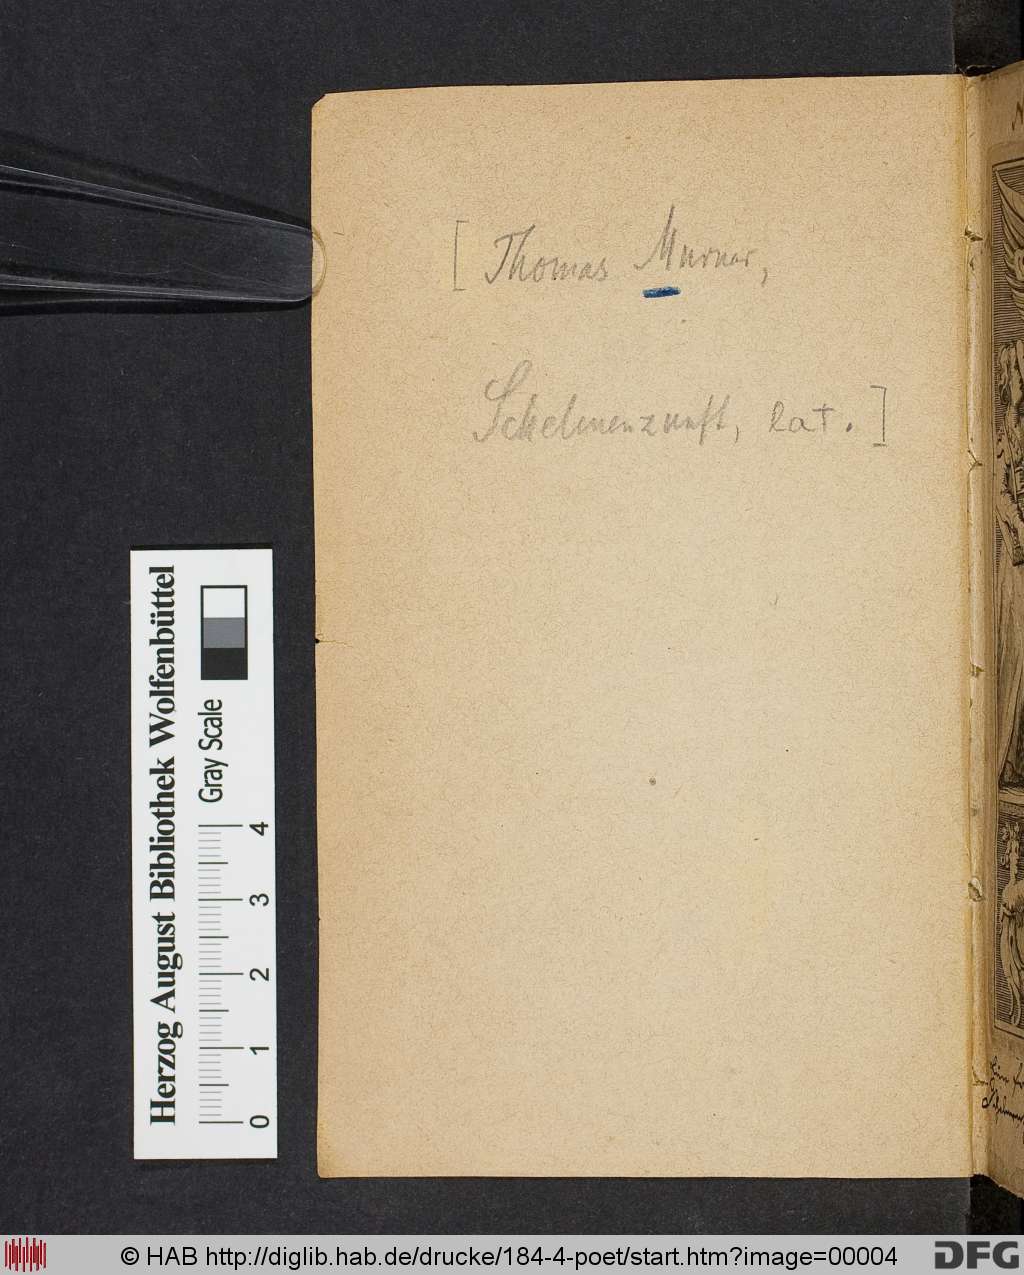 [Thomas Murner,
Schelmenzunft, Lat.]
Herzog August Bibliothek Wolfenbüttel
Gray Scale
0 1 2 3 4
© HAB http://diglib.hab.de/drucke/184-4-poet/start.htm?image=00004
DFG